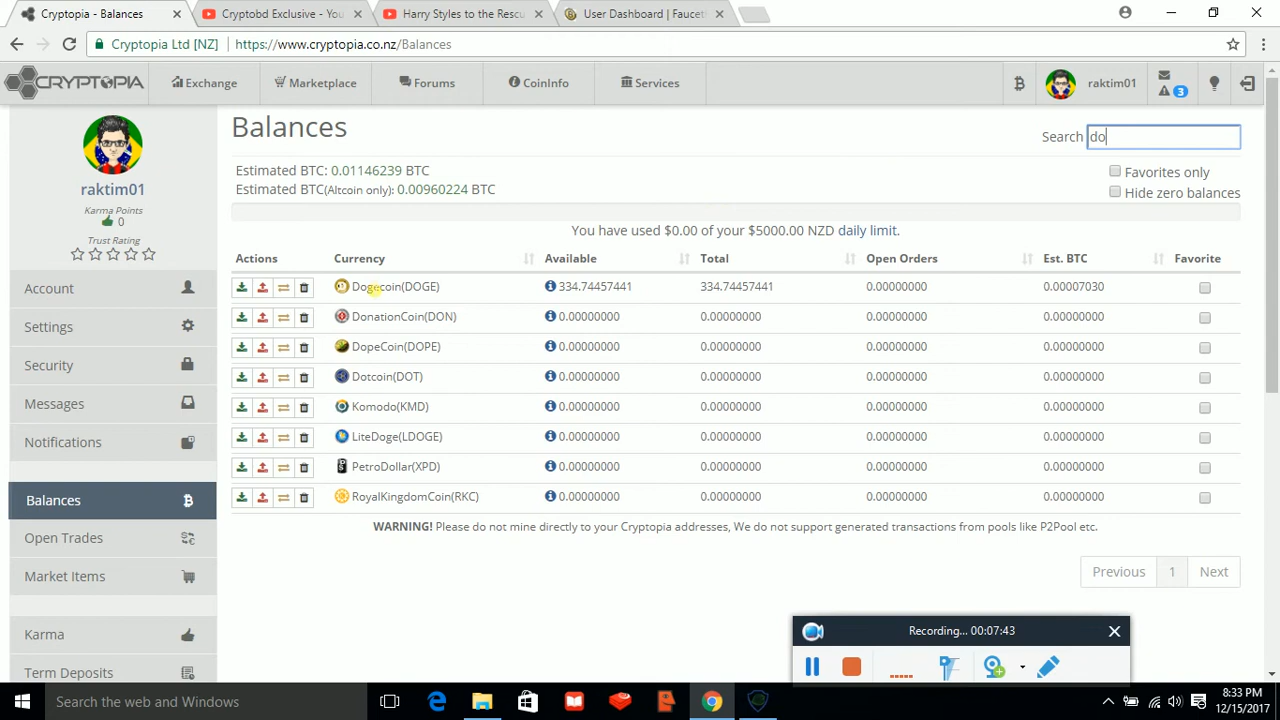 Cryptopia - Balances
Cryptobd Exclusive - You
Harry Styles to the Rescu
User Dashboard | Fauceth
Cryptopia Ltd [NZ]
https://www.cryptopia.co.nz/Balances
CRYPTOPIA
Exchange
Marketplace
Forums
CoinInfo
Services
raktim01
3
raktim01
Karma Points
0
Trust Rating
Account
Settings
Security
Messages
Notifications
Balances
Open Trades
Market Items
Karma
Term Deposits
Balances
Search do
Estimated BTC: 0.01146239 BTC
Estimated BTC(Altcoin only): 0.00960224 BTC
Favorites only
Hide zero balances
You have used $0.00 of your $5000.00 NZD daily limit.
Actions Currency Available Total Open Orders Est. BTC Favorite
Dogecoin(DOGE) 334.74457441 334.74457441 0.00000000 0.00007030
DonationCoin(DON) 0.00000000 0.00000000 0.00000000 0.00000000
DopeCoin(DOPE) 0.00000000 0.00000000 0.00000000 0.00000000
Dotcoin(DOT) 0.00000000 0.00000000 0.00000000 0.00000000
Komodo(KMD) 0.00000000 0.00000000 0.00000000 0.00000000
LiteDoge(LDOGE) 0.00000000 0.00000000 0.00000000 0.00000000
PetroDollar(XPD) 0.00000000 0.00000000 0.00000000 0.00000000
RoyalKingdomCoin(RKC) 0.00000000 0.00000000 0.00000000 0.00000000
WARNING! Please do not mine directly to your Cryptopia addresses, We do not support generated transactions from pools like P2Pool etc.
Previous 1 Next
Recording... 00:07:43
Search the web and Windows
8:33 PM
12/15/2017